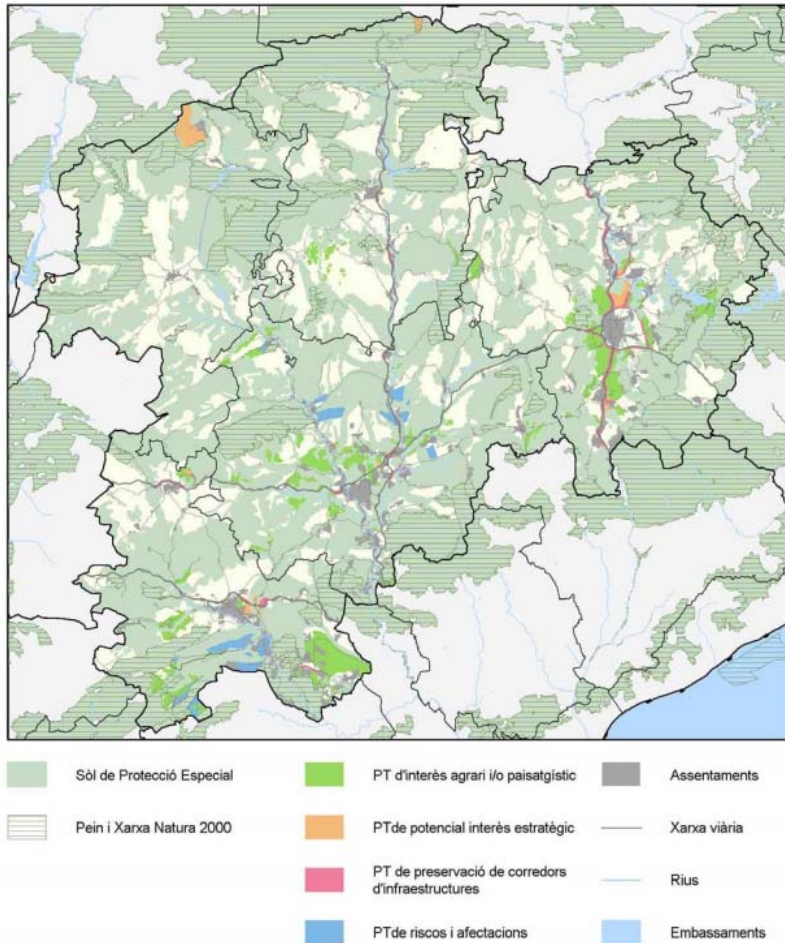 Sòl de Protecció Especial
Pein i Xarxa Natura 2000
PT d'interès agrari i/o paisatgístic
PTde potencial interès estratègic
PT de preservació de corredors
d'infraestructures
PTde riscos i afectacions
Assentaments
Xarxa viària
Rius
Embassaments